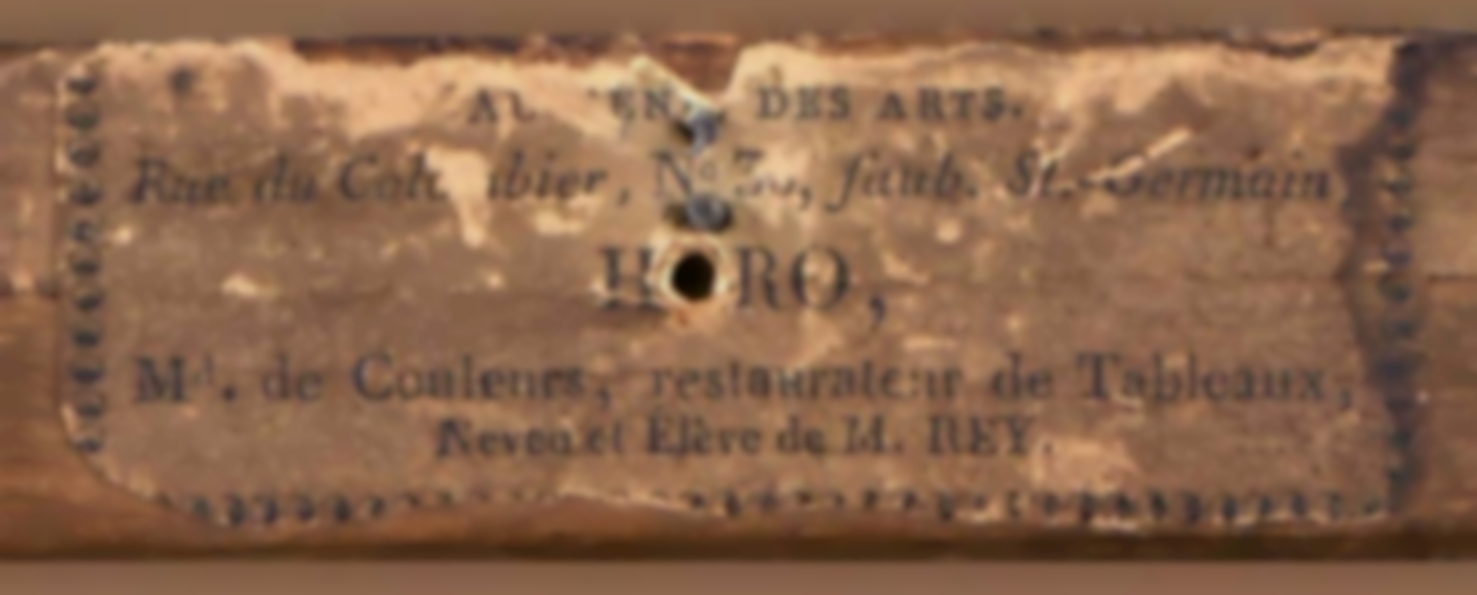 DES ARTS.
Rue du, faub. St.-Germain,
Md. de Couleurs, restaurateur de Tableaux,
Neveu et Élève de M. REY.